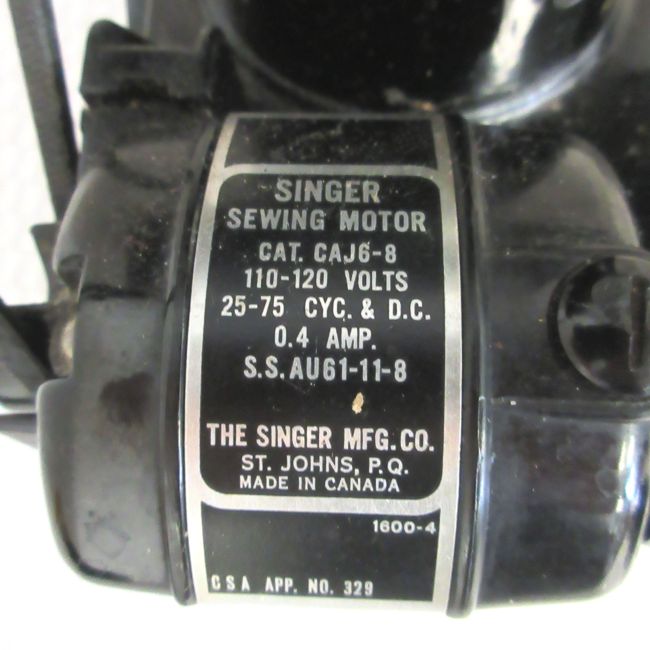 SINGER
SEWING MOTOR
CAT. CAJ6-8
110-120 VOLTS
25-75 CYC. & D.C.
0.4 AMP.
S.S. AU61-11-8
THE SINGER MFG. CO.
ST. JOHNS, P.Q.
MADE IN CANADA
1600-4
CSA APP. NO. 329